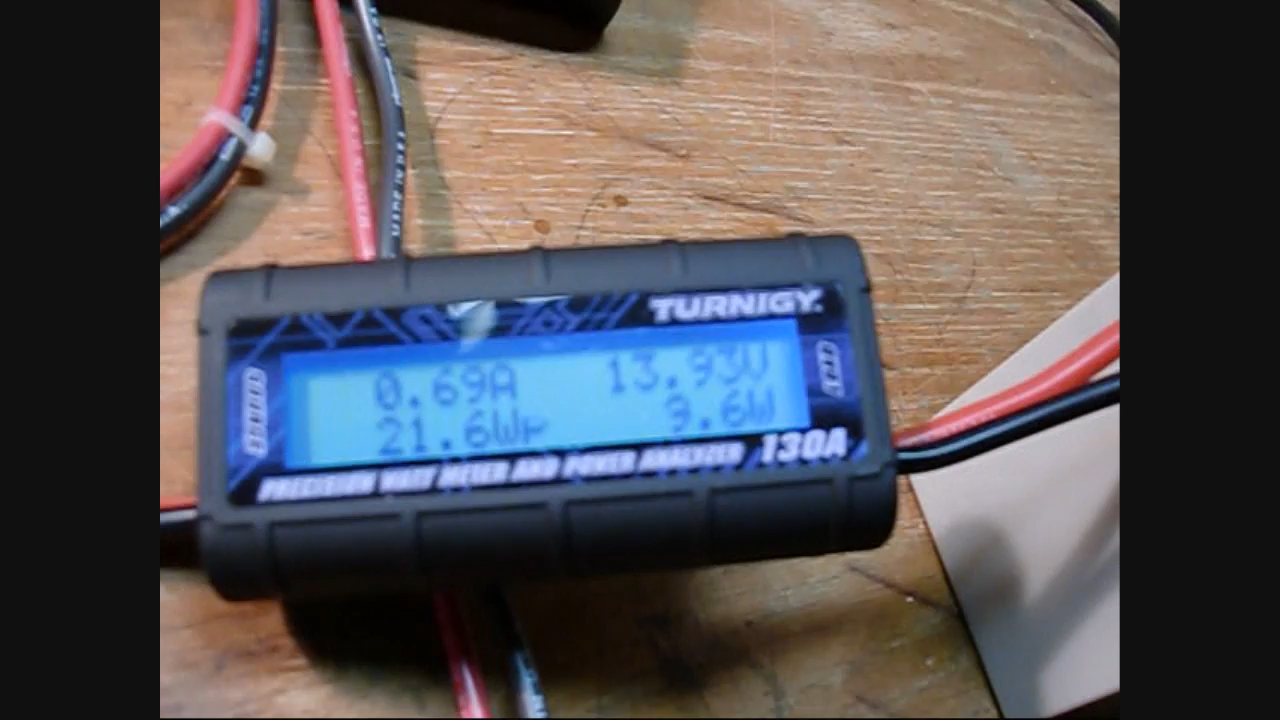 TURNIGY
0.69A 13.93V
21.6Wp 9.6W
PRECISION WATT METER AND POWER ANALYZER 130A